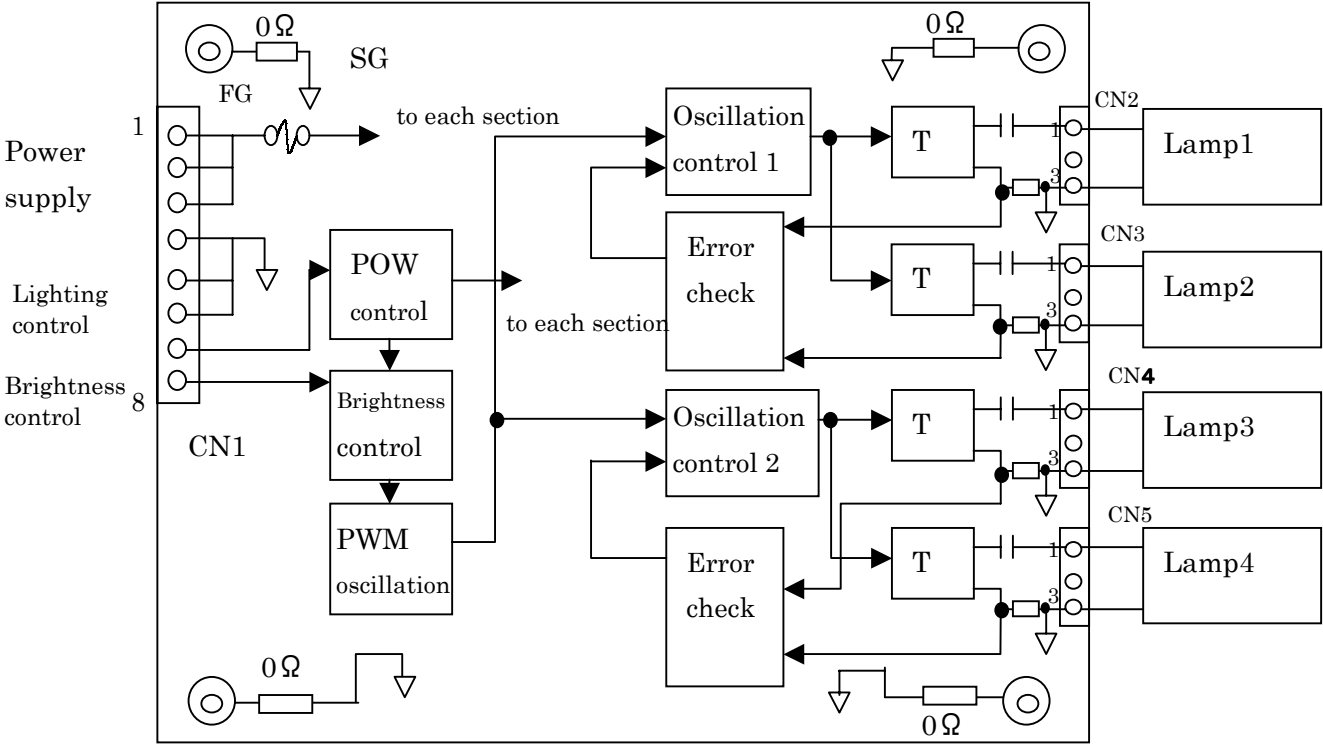 0Ω
SG
FG
0Ω
1
Power
supply
to each section
Oscillation
control 1
T
CN2
1
3
Lamp1
Error
check
T
CN3
1
3
Lamp2
Lighting
control
POW
control
to each section
Brightness
control
8
CN1
Brightness
control
Oscillation
control 2
T
CN4
1
3
Lamp3
PWM
oscillation
Error
check
T
CN5
1
3
Lamp4
0Ω
0Ω